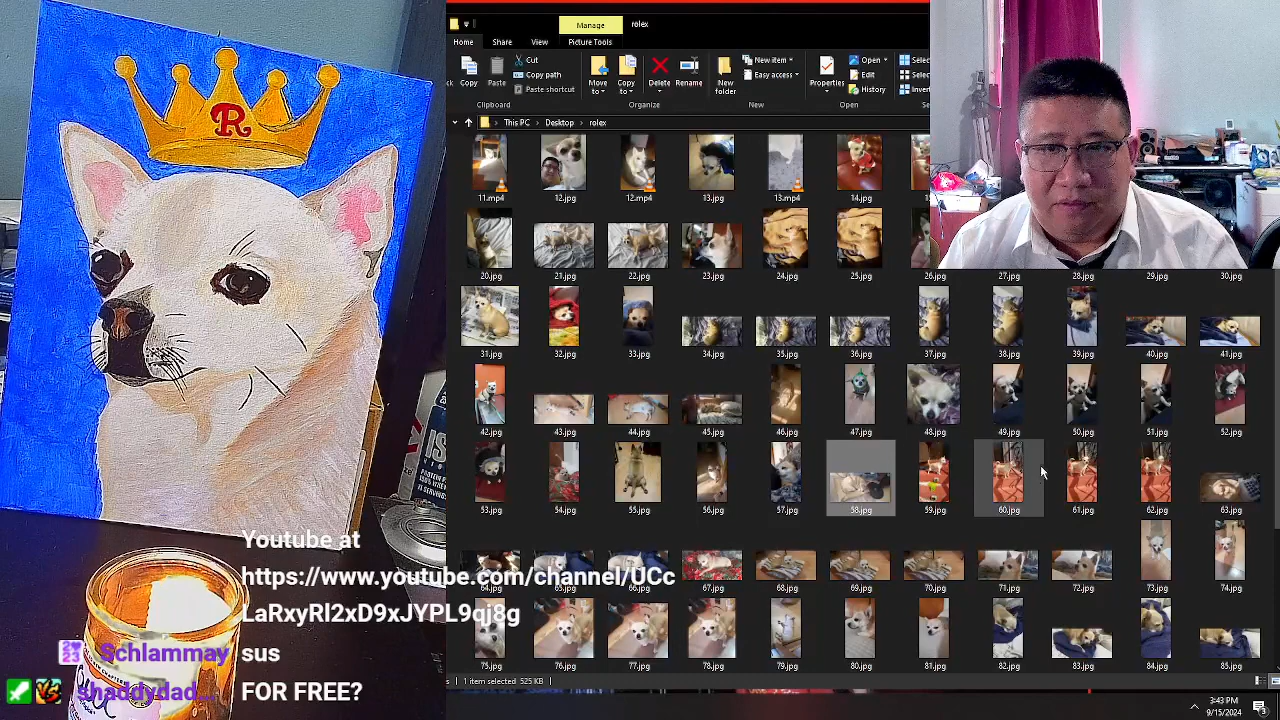 R
Manage
rolex
Home
Share
View
Picture Tools
Copy
Paste
Cut
Copy path
Paste shortcut
Move to
Copy to
Delete
Rename
New folder
New item
Easy access
Properties
Open
Edit
History
Clipboard
Organize
New
Open
This PC > Desktop > rolex
11.mp4 12.jpg 12.mp4 13.jpg 13.mp4 14.jpg
20.jpg 21.jpg 22.jpg 23.jpg 24.jpg 25.jpg 26.jpg 27.jpg 28.jpg 29.jpg 30.jpg
31.jpg 32.jpg 33.jpg 34.jpg 35.jpg 36.jpg 37.jpg 38.jpg 39.jpg 40.jpg 41.jpg
42.jpg 43.jpg 44.jpg 45.jpg 46.jpg 47.jpg 48.jpg 49.jpg 50.jpg 51.jpg 52.jpg
53.jpg 54.jpg 55.jpg 56.jpg 57.jpg 58.jpg 59.jpg 60.jpg 61.jpg 62.jpg 63.jpg
64.jpg 65.jpg 66.jpg 67.jpg 68.jpg 69.jpg 70.jpg 71.jpg 72.jpg 73.jpg 74.jpg
75.jpg 76.jpg 77.jpg 78.jpg 79.jpg 80.jpg 81.jpg 82.jpg 83.jpg 84.jpg 85.jpg
1 item selected 525 KB
3:43 PM
9/15/2024
Youtube at
https://www.youtube.com/channel/UCc
LaRxyRl2xD9xJYPL9qj8g
Schlammay sus
FOR FREE?